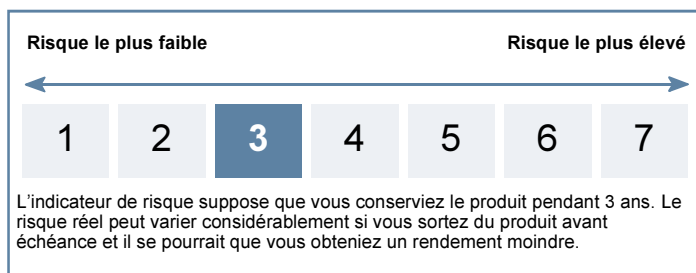 Risque le plus faible Risque le plus élevé
1 2 3 4 5 6 7
L'indicateur de risque suppose que vous conserviez le produit pendant 3 ans. Le
risque réel peut varier considérablement si vous sortez du produit avant
échéance et il se pourrait que vous obteniez un rendement moindre.